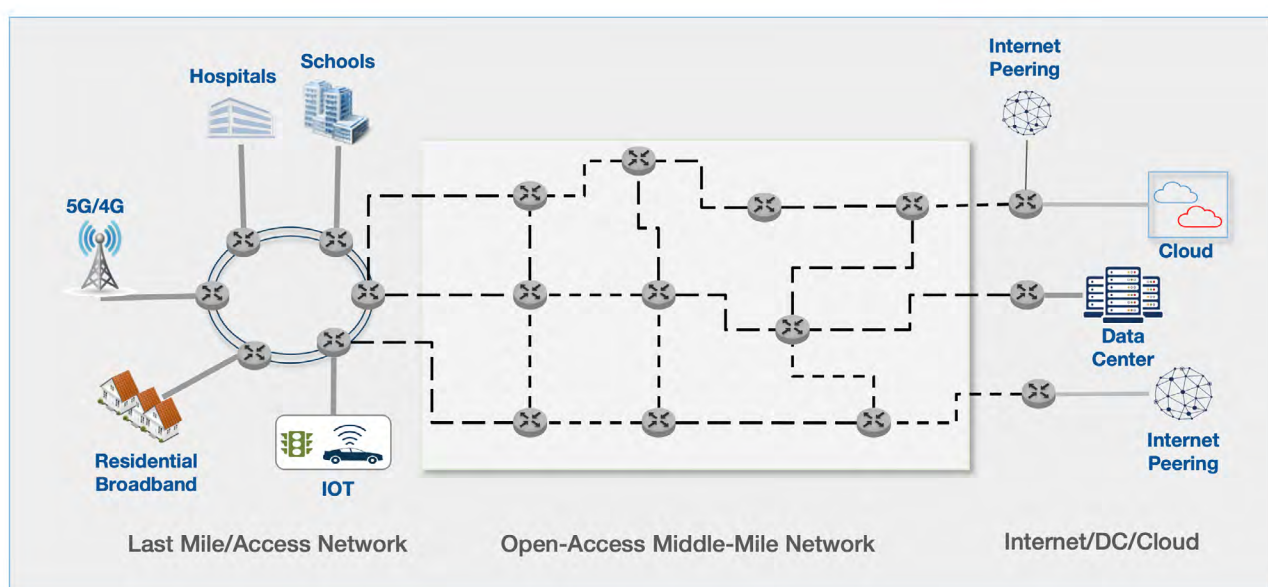 Hospitals
Schools
Internet
Peering
5G/4G
Cloud
Data
Center
Residential
Broadband
IOT
Internet
Peering
Last Mile/Access Network
Open-Access Middle-Mile Network
Internet/DC/Cloud